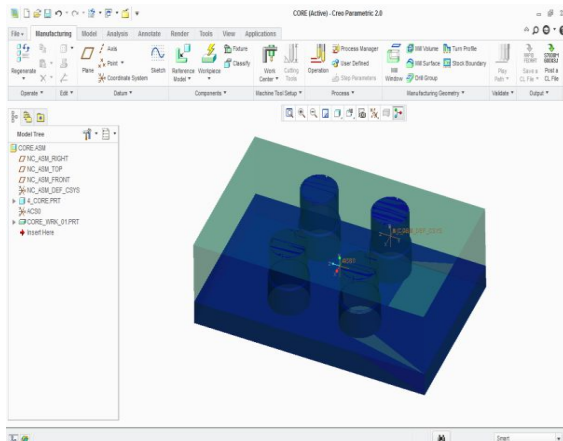 CORE (Active) - Creo Parametric 2.0
File Manufacturing Model Analysis Annotate Render Tools View Applications
Regenerate
Plane
Axis
Point
Coordinate System
Sketch
Reference Model
Workpiece
Fixture
Classify
Work Center
Cutting Tools
Operation
Process Manager
User Defined
Step Parameters
Mill Window
Mill Volume
Mill Surface
Drill Group
Turn Profile
Stock Boundary
Play Path
Save a CL File
Post a CL File
Operate Edit Datum Components Machine Tool Setup Process Manufacturing Geometry Validate Output
Model Tree
CORE.ASM
NC_ASM_RIGHT
NC_ASM_TOP
NC_ASM_FRONT
NC_ASM_DEF_CSYS
4_CORE.PRT
ACS0
CORE_WRK_01.PRT
Insert Here
Smart